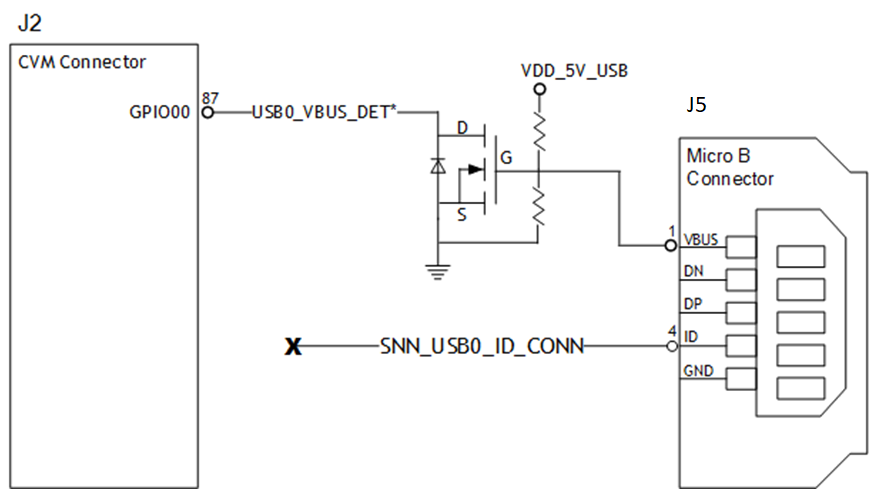 J2
CVM Connector
GPIO00
87
USB0_VBUS_DET*
VDD_5V_USB
D
G
S
J5
Micro B
Connector
1
VBUS
DN
DP
4
ID
GND
X
SNN_USB0_ID_CONN